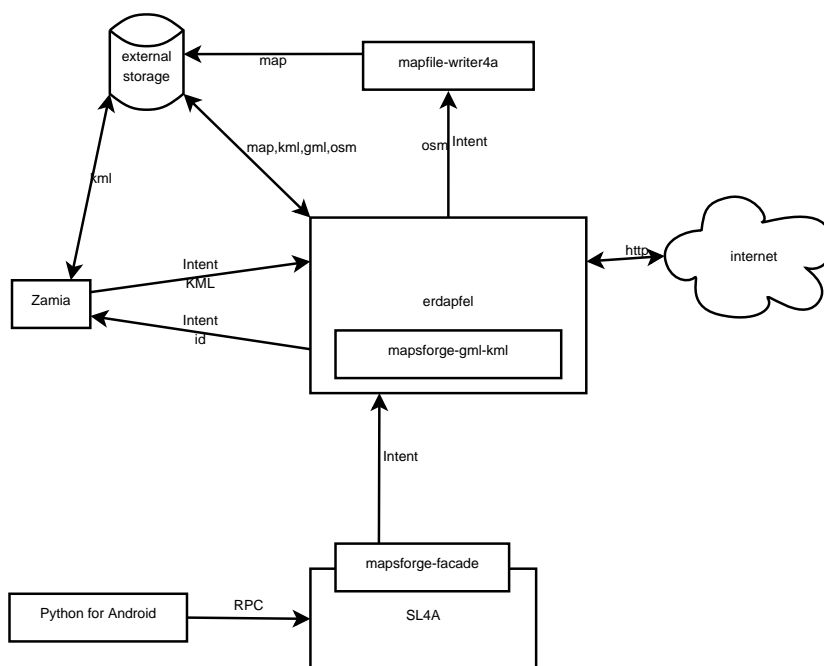 external
storage
map
mapfile-writer4a
osm
Intent
map,kml,gml,osm
kml
Intent
KML
Zamia
Intent
id
erdapfel
http
internet
mapsforge-gml-kml
Intent
mapsforge-facade
Python for Android
RPC
SL4A